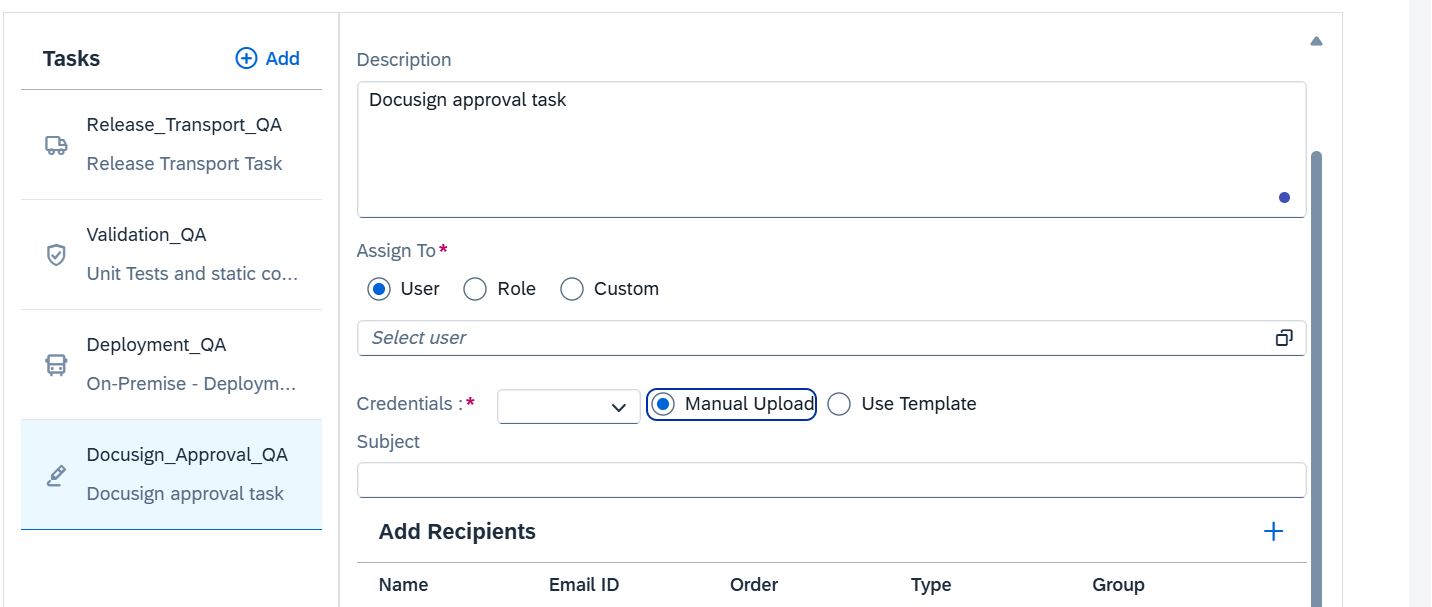 Tasks
Add
Release_Transport_QA
Release Transport Task
Validation_QA
Unit Tests and static co...
Deployment_QA
On-Premise - Deploym...
Docusign_Approval_QA
Docusign approval task
Description
Docusign approval task
Assign To*
User Role Custom
Select user
Credentials :* Manual Upload Use Template
Subject
Add Recipients
Name Email ID Order Type Group